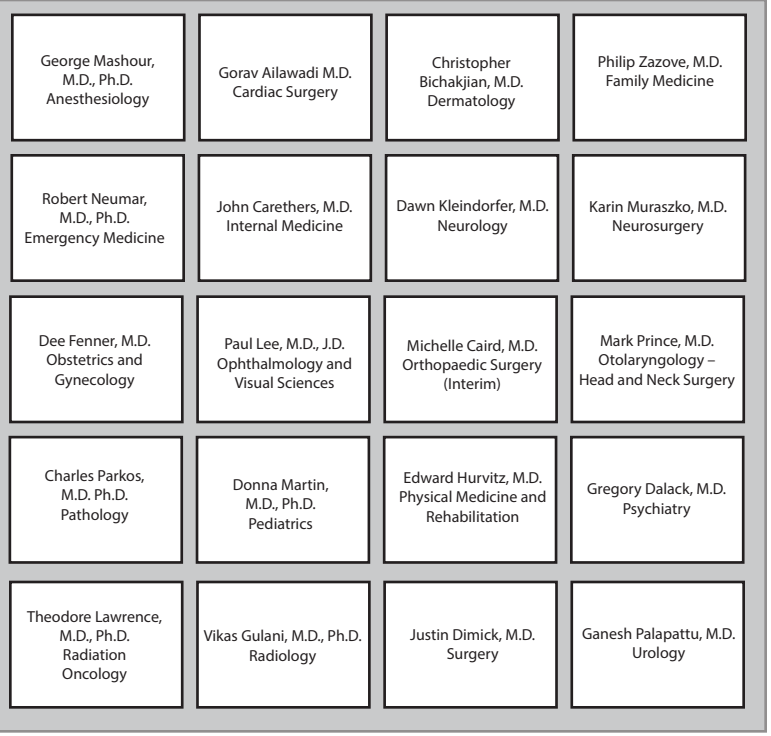 George Mashour,
M.D., Ph.D.
Anesthesiology
Gorav Ailawadi M.D.
Cardiac Surgery
Christopher
Bichakjian, M.D.
Dermatology
Philip Zazove, M.D.
Family Medicine
Robert Neumar,
M.D., Ph.D.
Emergency Medicine
John Carethers, M.D.
Internal Medicine
Dawn Kleindorfer, M.D.
Neurology
Karin Muraszko, M.D.
Neurosurgery
Dee Fenner, M.D.
Obstetrics and
Gynecology
Paul Lee, M.D., J.D.
Ophthalmology and
Visual Sciences
Michelle Caird, M.D.
Orthopaedic Surgery
(Interim)
Mark Prince, M.D.
Otolaryngology –
Head and Neck Surgery
Charles Parkos,
M.D. Ph.D.
Pathology
Donna Martin,
M.D., Ph.D.
Pediatrics
Edward Hurvitz, M.D.
Physical Medicine and
Rehabilitation
Gregory Dalack, M.D.
Psychiatry
Theodore Lawrence,
M.D., Ph.D.
Radiation
Oncology
Vikas Gulani, M.D., Ph.D.
Radiology
Justin Dimick, M.D.
Surgery
Ganesh Palapattu, M.D.
Urology